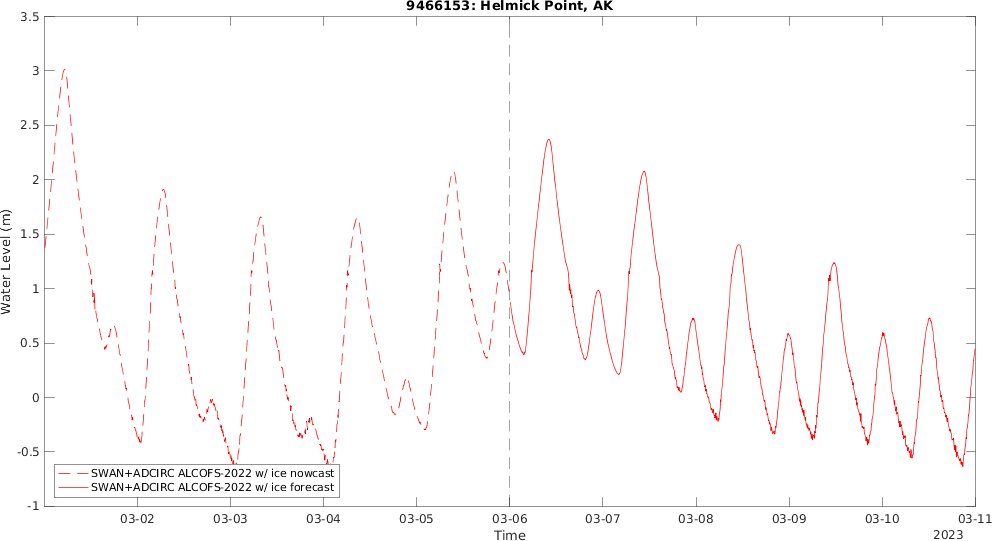 9466153: Helmick Point, AK
3.5
3
2.5
2
1.5
1
0.5
0
-0.5
-1
Water Level (m)
SWAN+ADCIRC ALCOFS-2022 w/ ice nowcast
SWAN+ADCIRC ALCOFS-2022 w/ ice forecast
03-02 03-03 03-04 03-05 03-06 03-07 03-08 03-09 03-10 03-11
Time
2023